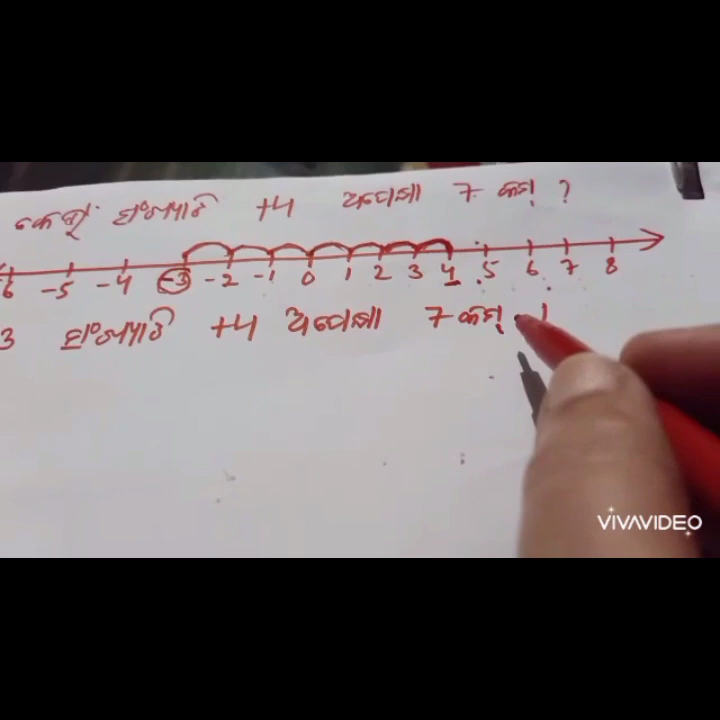 କେଉଁ ସଂଖ୍ୟାଟି +4 ଅପେକ୍ଷା 7 କମ୍ ?
-6 -5 -4 -3 -2 -1 0 1 2 3 4 5 6 7 8
3 ସଂଖ୍ୟାଟି +4 ଅପେକ୍ଷା 7 କମ୍ ।
VIVAVIDEO